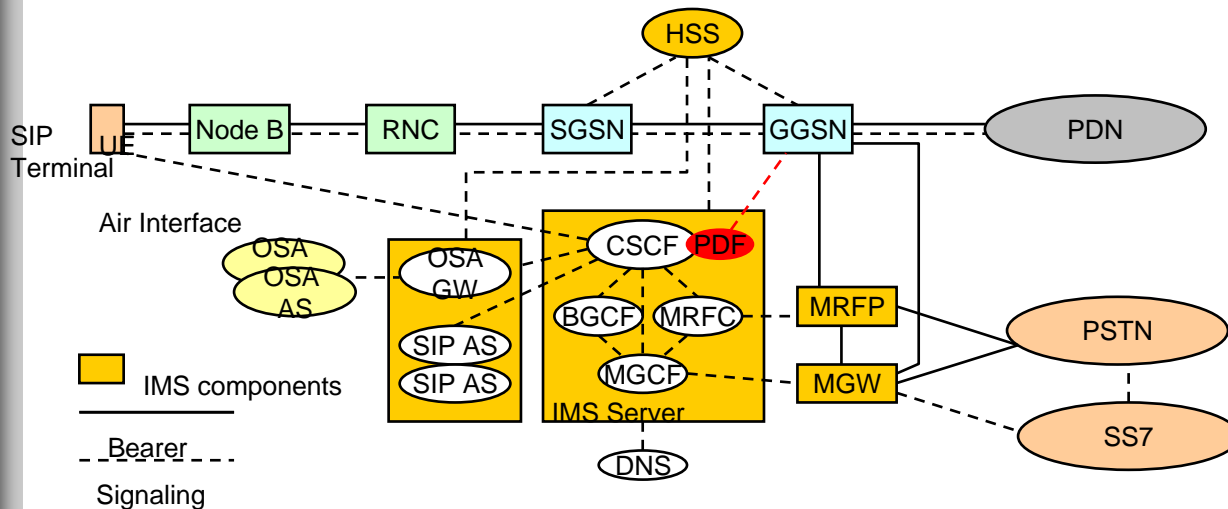 HSS
SIP
Terminal
UE
Node B
RNC
SGSN
GGSN
PDN
Air Interface
OSA
OSA
AS
OSA
GW
CSCF
PDF
BGCF
MRFC
MRFP
PSTN
SIP AS
SIP AS
MGCF
MGW
IMS Server
SS7
DNS
IMS components
Bearer
Signaling